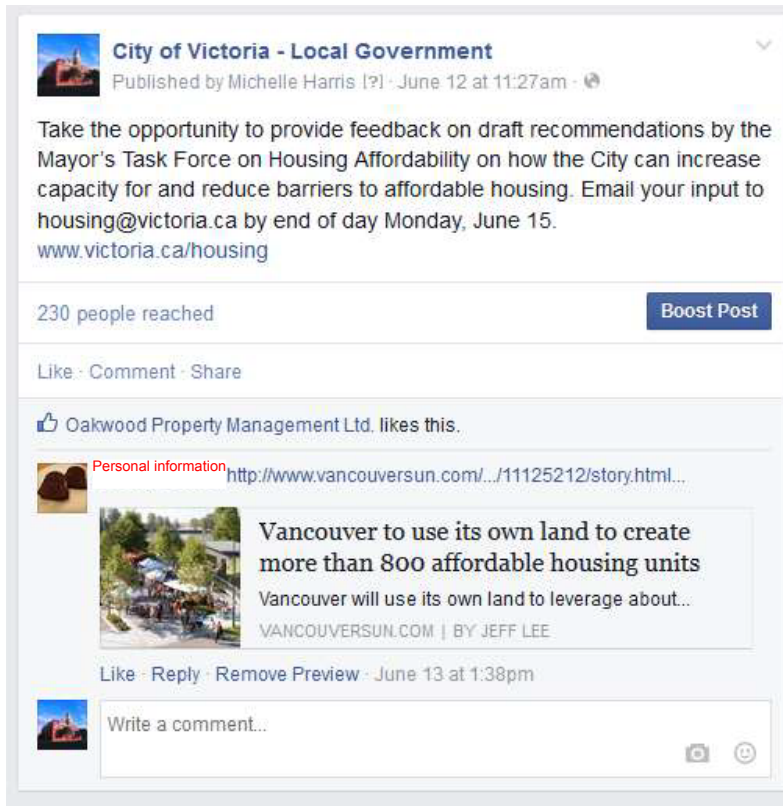 City of Victoria - Local Government
Published by Michelle Harris [?] · June 12 at 11:27am ·
Take the opportunity to provide feedback on draft recommendations by the
Mayor's Task Force on Housing Affordability on how the City can increase
capacity for and reduce barriers to affordable housing. Email your input to
housing@victoria.ca by end of day Monday, June 15.
www.victoria.ca/housing
230 people reached
Boost Post
Like · Comment · Share
Oakwood Property Management Ltd. likes this.
Personal information http://www.vancouversun.com/.../11125212/story.html...
Vancouver to use its own land to create
more than 800 affordable housing units
Vancouver will use its own land to leverage about...
VANCOUVERSUN.COM | BY JEFF LEE
Like · Reply · Remove Preview · June 13 at 1:38pm
Write a comment...